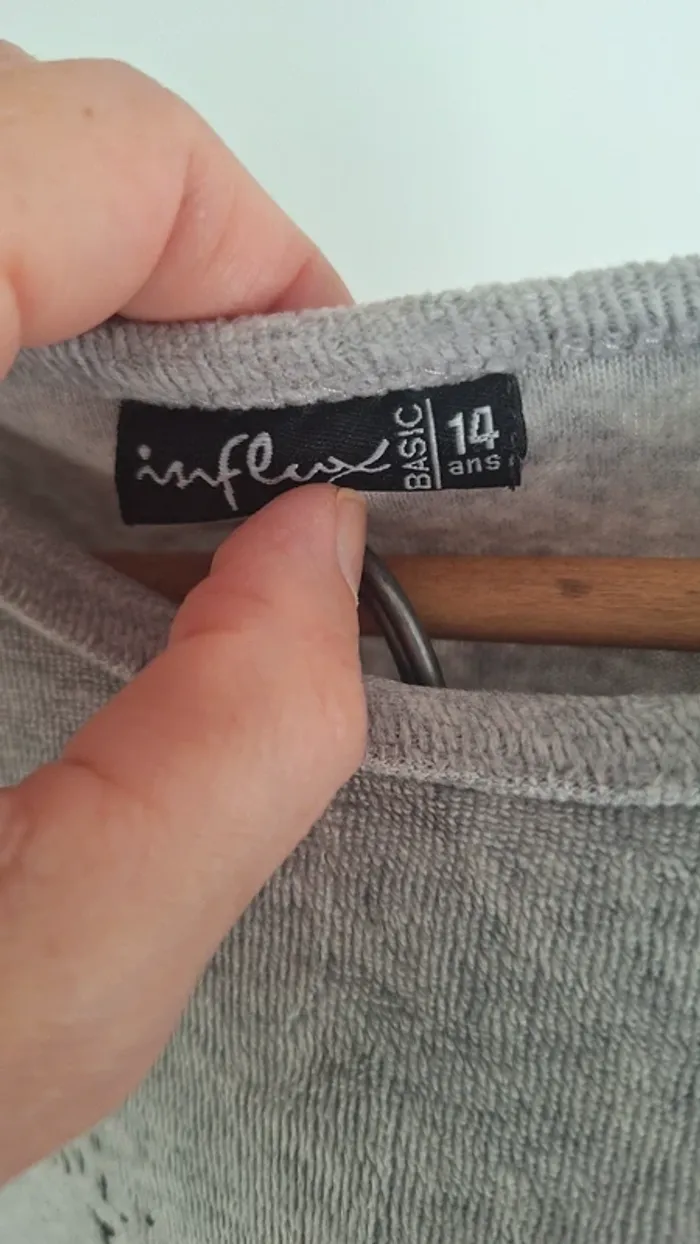 influx
BASIC
14
ans